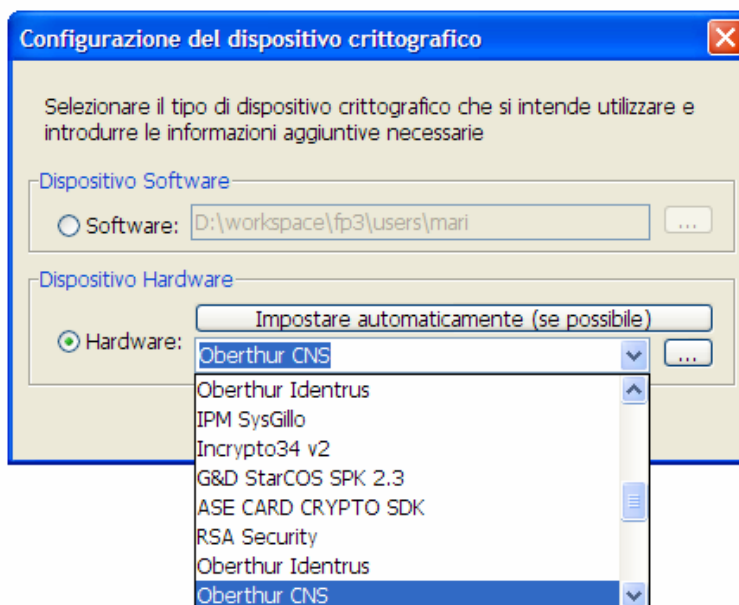 Configurazione del dispositivo crittografico
Selezionare il tipo di dispositivo crittografico che si intende utilizzare e
introdurre le informazioni aggiuntive necessarie
Dispositivo Software
Software: D:\workspace\fp3\users\mari ...
Dispositivo Hardware
Impostare automaticamente (se possibile)
Hardware: Oberthur CNS ...
Oberthur Identrus
IPM SysGillo
Incrypto34 v2
G&D StarCOS SPK 2.3
ASE CARD CRYPTO SDK
RSA Security
Oberthur Identrus
Oberthur CNS